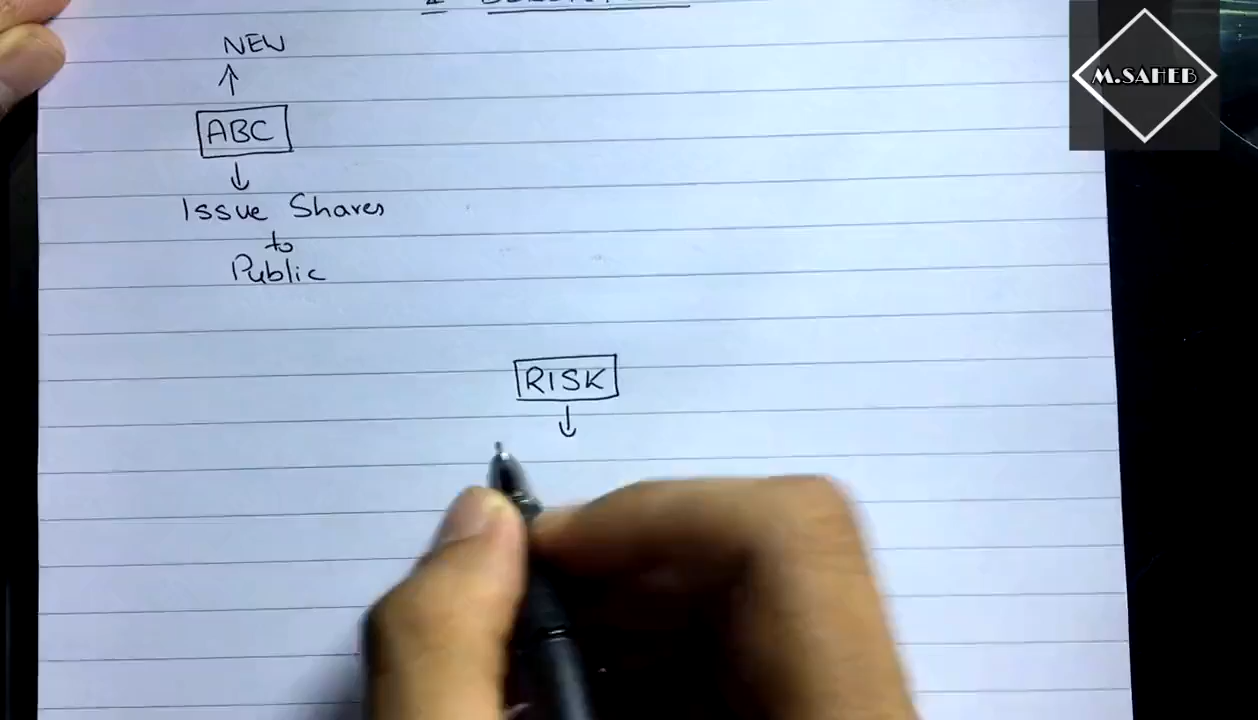 NEW
ABC
Issue Shares
to
Public
RISK
M.SAHEB